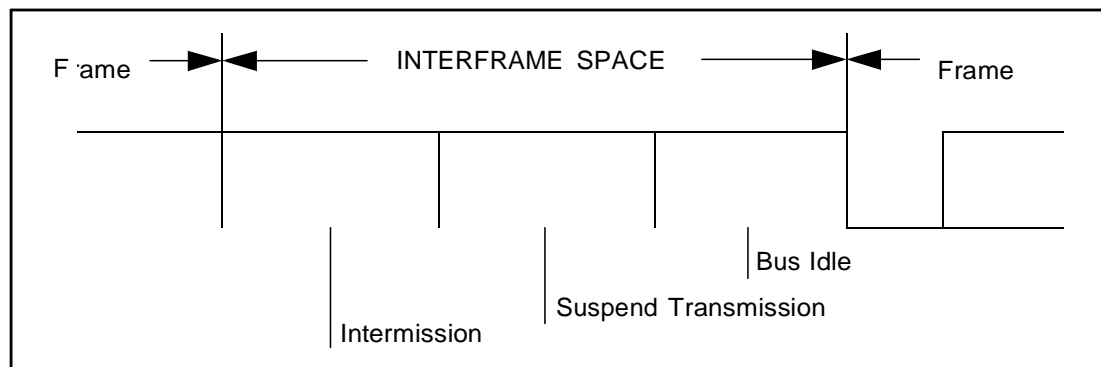 Frame
INTERFRAME SPACE
Frame
Bus Idle
Suspend Transmission
Intermission